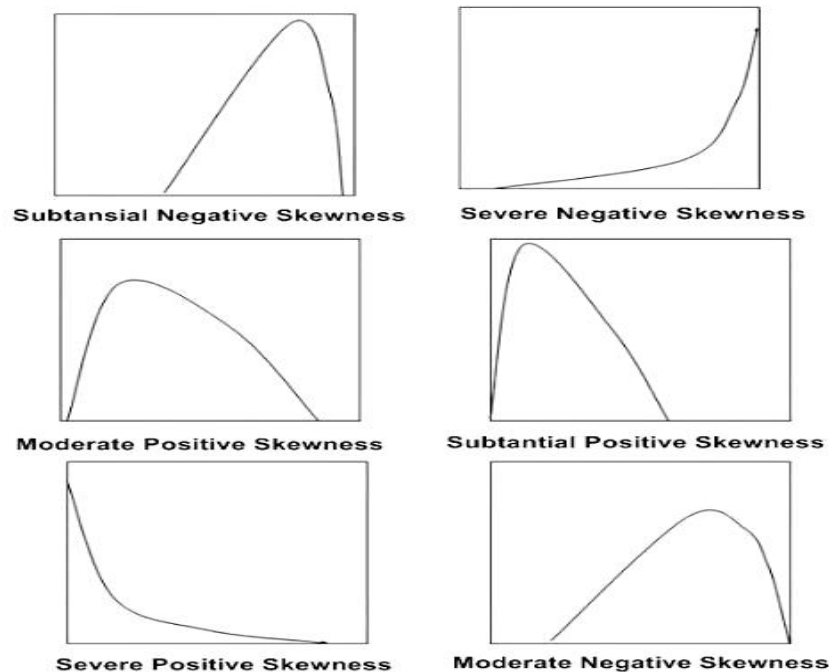 Subtansial Negative Skewness
Severe Negative Skewness
Moderate Positive Skewness
Subtantial Positive Skewness
Severe Positive Skewness
Moderate Negative Skewness